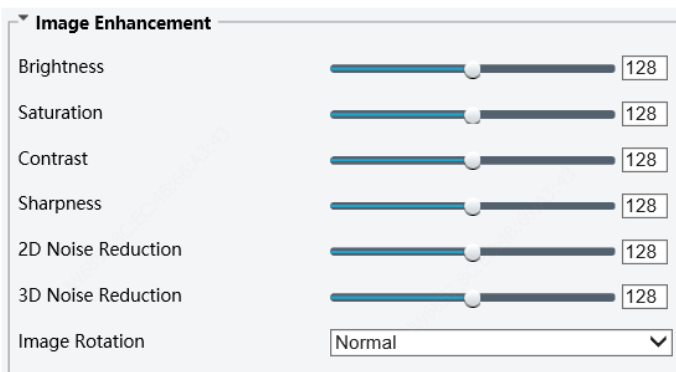 Image Enhancement
Brightness 128
Saturation 128
Contrast 128
Sharpness 128
2D Noise Reduction 128
3D Noise Reduction 128
Image Rotation Normal